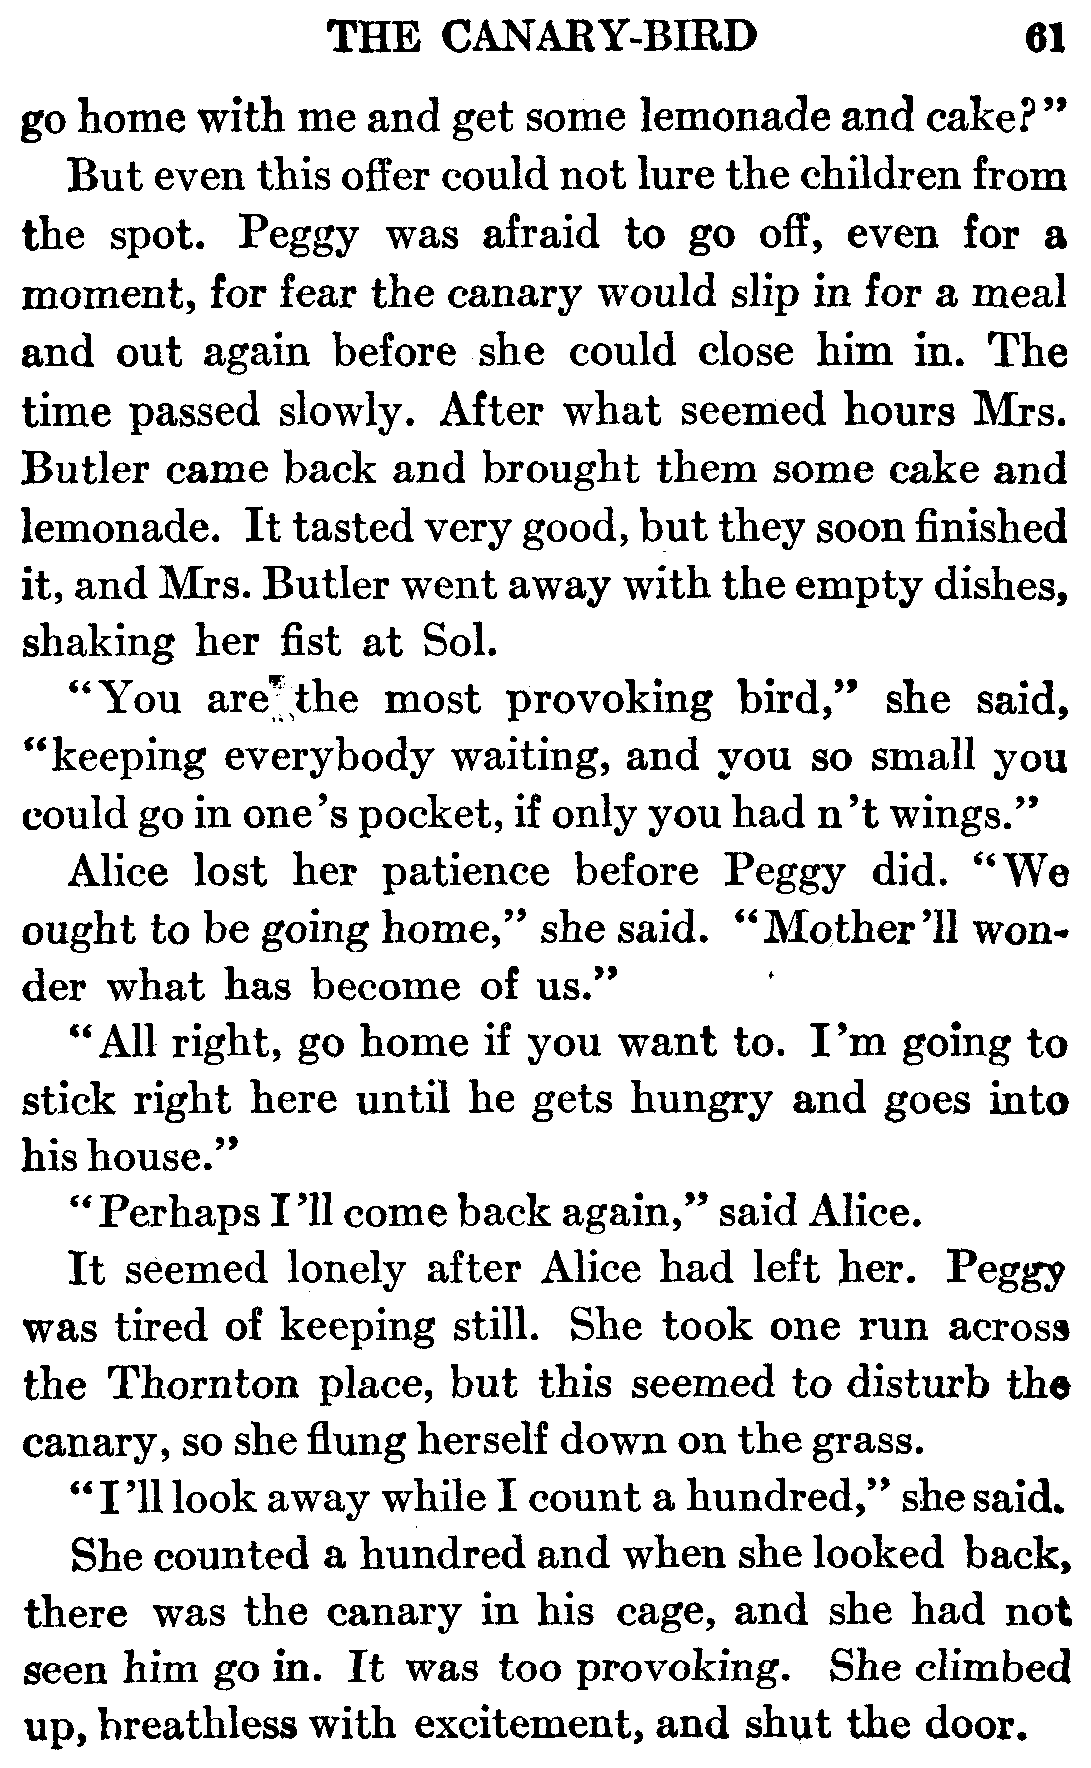 THE CANARY-BIRD 61
go home with me and get some lemonade and cake?”
But even this offer could not lure the children from
the spot. Peggy was afraid to go off, even for a
moment, for fear the canary would slip in for a meal
and out again before she could close him in. The
time passed slowly. After what seemed hours Mrs.
Butler came back and brought them some cake and
lemonade. It tasted very good, but they soon finished
it, and Mrs. Butler went away with the empty dishes,
shaking her fist at Sol.
“You are the most provoking bird,” she said,
“keeping everybody waiting, and you so small you
could go in one’s pocket, if only you had n’t wings.”
Alice lost her patience before Peggy did. “We
ought to be going home,” she said. “Mother’ll won-
der what has become of us.”
“All right, go home if you want to. I’m going to
stick right here until he gets hungry and goes into
his house.”
“Perhaps I’ll come back again,” said Alice.
It seemed lonely after Alice had left her. Peggy
was tired of keeping still. She took one run across
the Thornton place, but this seemed to disturb the
canary, so she flung herself down on the grass.
“I’ll look away while I count a hundred,” she said.
She counted a hundred and when she looked back,
there was the canary in his cage, and she had not
seen him go in. It was too provoking. She climbed
up, breathless with excitement, and shut the door.